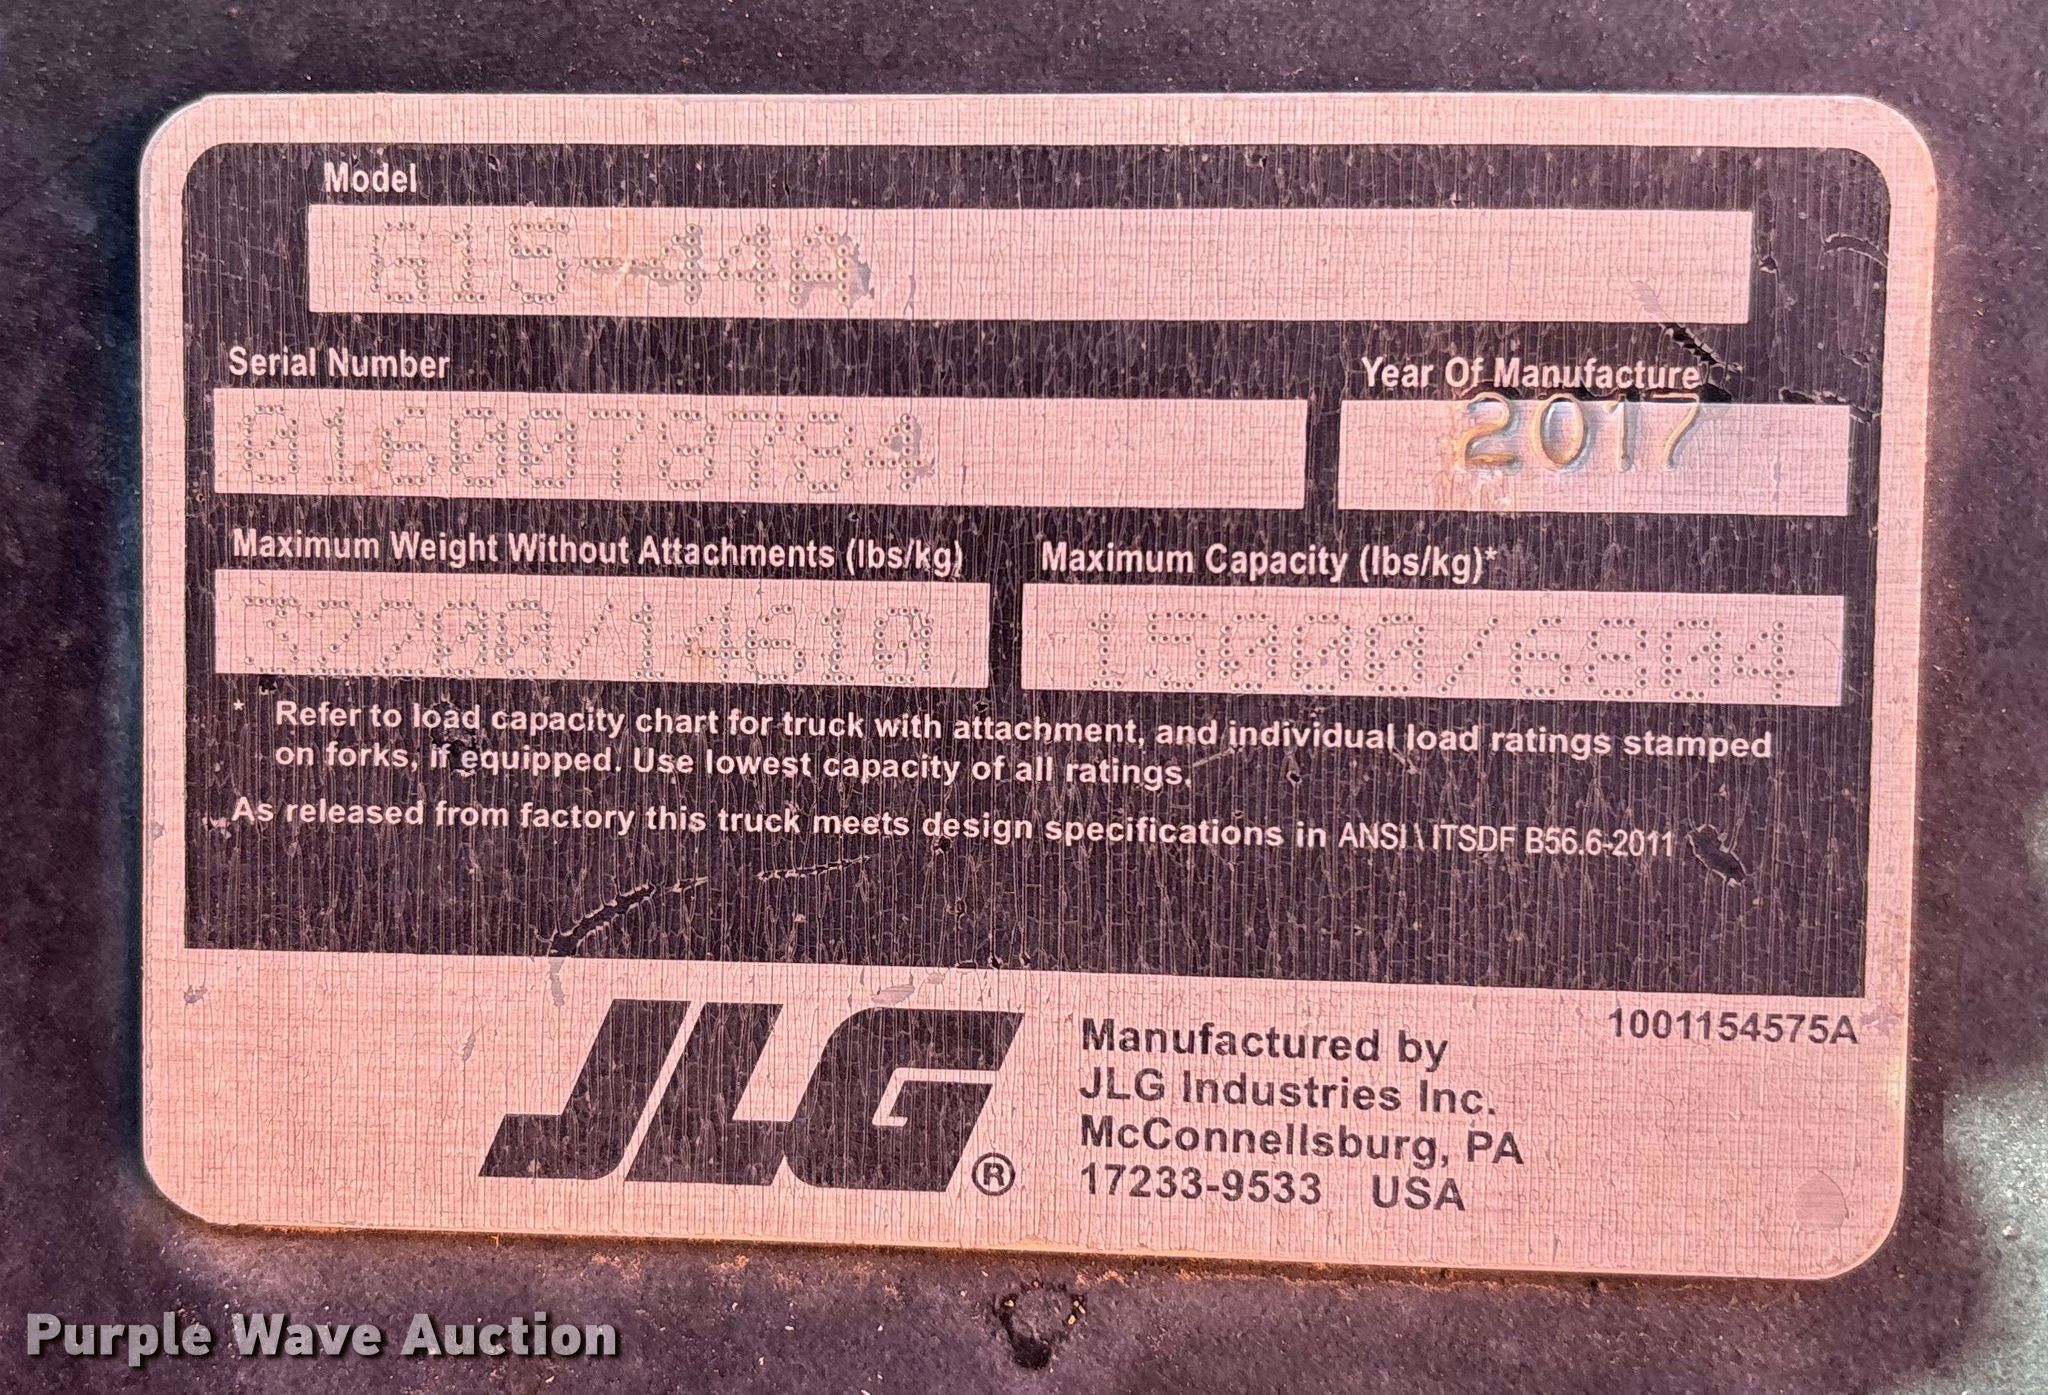 Model
G15-44A
Serial Number
Year Of Manufacture
0160078784
2017
Maximum Weight Without Attachments (lbs/kg)
Maximum Capacity (lbs/kg)*
32200/14610
15000/6804
* Refer to load capacity chart for truck with attachment, and individual load ratings stamped
on forks, if equipped. Use lowest capacity of all ratings.
As released from factory this truck meets design specifications in ANSI \ ITSDF B56.6-2011
JLG®
1001154575A
Manufactured by
JLG Industries Inc.
McConnellsburg, PA
17233-9533 USA
Purple Wave Auction